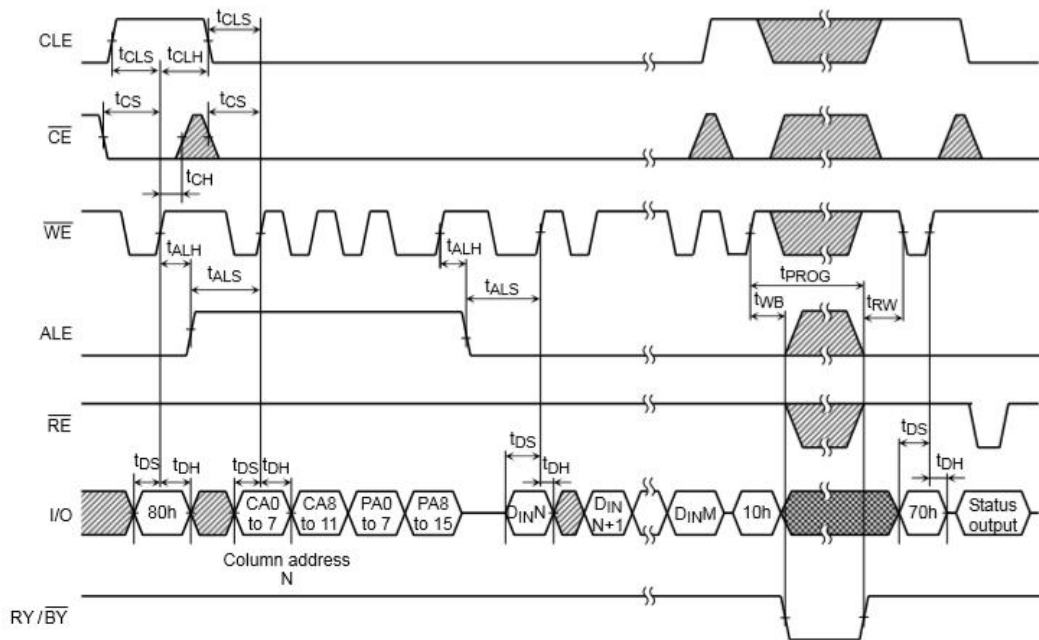 tCLS
CLE
tCLS tCLH
tCS tCS
CE
tCH
WE
tALH tALH
tALS tALS
tPROG
tWB tRW
ALE
RE
tDS tDH tDS tDH tDS tDH tDS tDH
I/O 80h CA0 to 7 CA8 to 11 PA0 to 7 PA8 to 15 DINN DIN N+1 DINM 10h 70h Status output
Column address
N
RY / BY